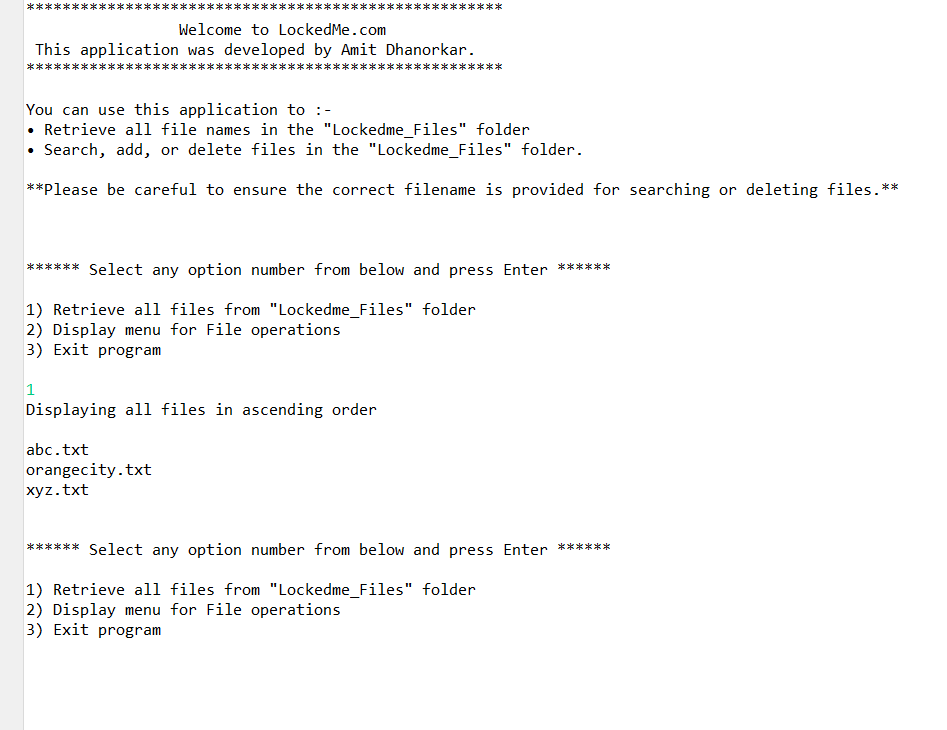 *****************************************************
Welcome to LockedMe.com
This application was developed by Amit Dhanorkar.
*****************************************************
You can use this application to :-
• Retrieve all file names in the "Lockedme_Files" folder
• Search, add, or delete files in the "Lockedme_Files" folder.
**Please be careful to ensure the correct filename is provided for searching or deleting files.**
****** Select any option number from below and press Enter ******
1) Retrieve all files from "Lockedme_Files" folder
2) Display menu for File operations
3) Exit program
1
Displaying all files in ascending order
abc.txt
orangecity.txt
xyz.txt
****** Select any option number from below and press Enter ******
1) Retrieve all files from "Lockedme_Files" folder
2) Display menu for File operations
3) Exit program